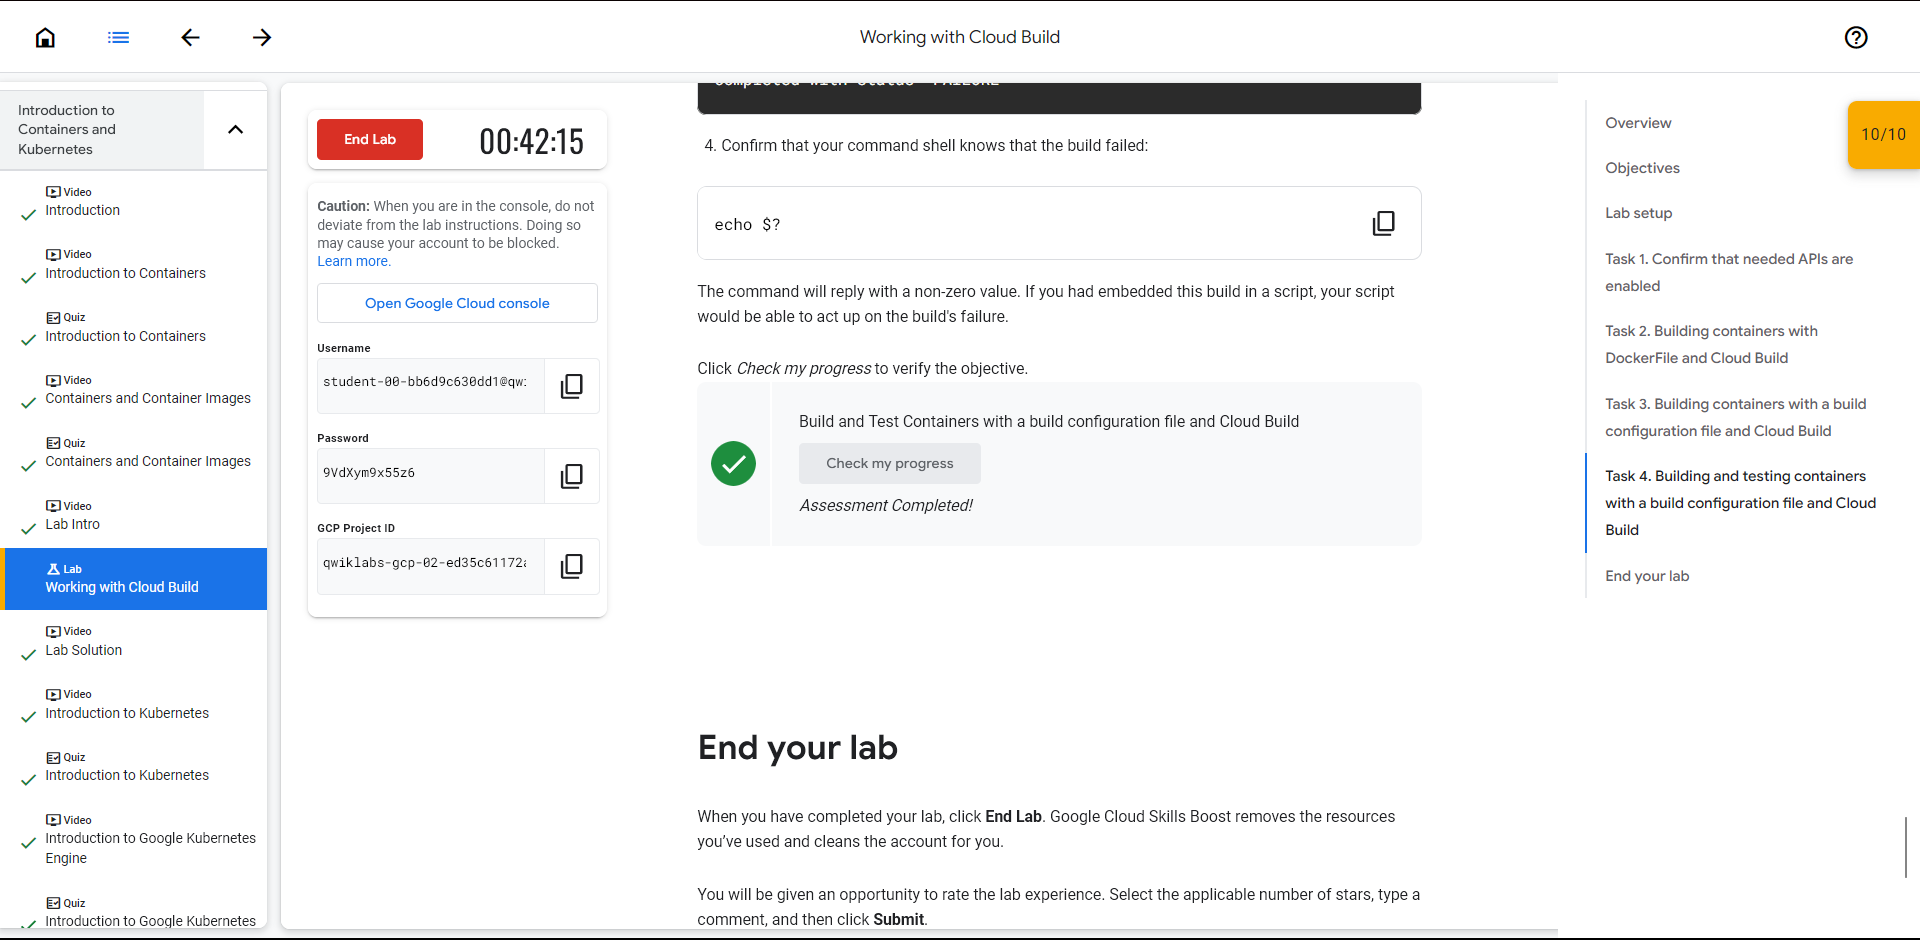 Working with Cloud Build
Introduction to
Containers and
Kubernetes
Video
Introduction
Video
Introduction to Containers
Quiz
Introduction to Containers
Video
Containers and Container Images
Quiz
Containers and Container Images
Video
Lab Intro
Lab
Working with Cloud Build
Video
Lab Solution
Video
Introduction to Kubernetes
Quiz
Introduction to Kubernetes
Video
Introduction to Google Kubernetes
Engine
Quiz
Introduction to Google Kubernetes
End Lab
00:42:15
Caution: When you are in the console, do not
deviate from the lab instructions. Doing so
may cause your account to be blocked.
Learn more.
Open Google Cloud console
Username
student-00-bb6d9c630dd1@qw
Password
9VdXym9x55z6
GCP Project ID
qwiklabs-gcp-02-ed35c61172
4. Confirm that your command shell knows that the build failed:
echo $?
The command will reply with a non-zero value. If you had embedded this build in a script, your script
would be able to act up on the build's failure.
Click Check my progress to verify the objective.
Build and Test Containers with a build configuration file and Cloud Build
Check my progress
Assessment Completed!
End your lab
When you have completed your lab, click End Lab. Google Cloud Skills Boost removes the resources
you’ve used and cleans the account for you.
You will be given an opportunity to rate the lab experience. Select the applicable number of stars, type a
comment, and then click Submit.
Overview
Objectives
Lab setup
Task 1. Confirm that needed APIs are
enabled
Task 2. Building containers with
DockerFile and Cloud Build
Task 3. Building containers with a build
configuration file and Cloud Build
Task 4. Building and testing containers
with a build configuration file and Cloud
Build
End your lab
10/10